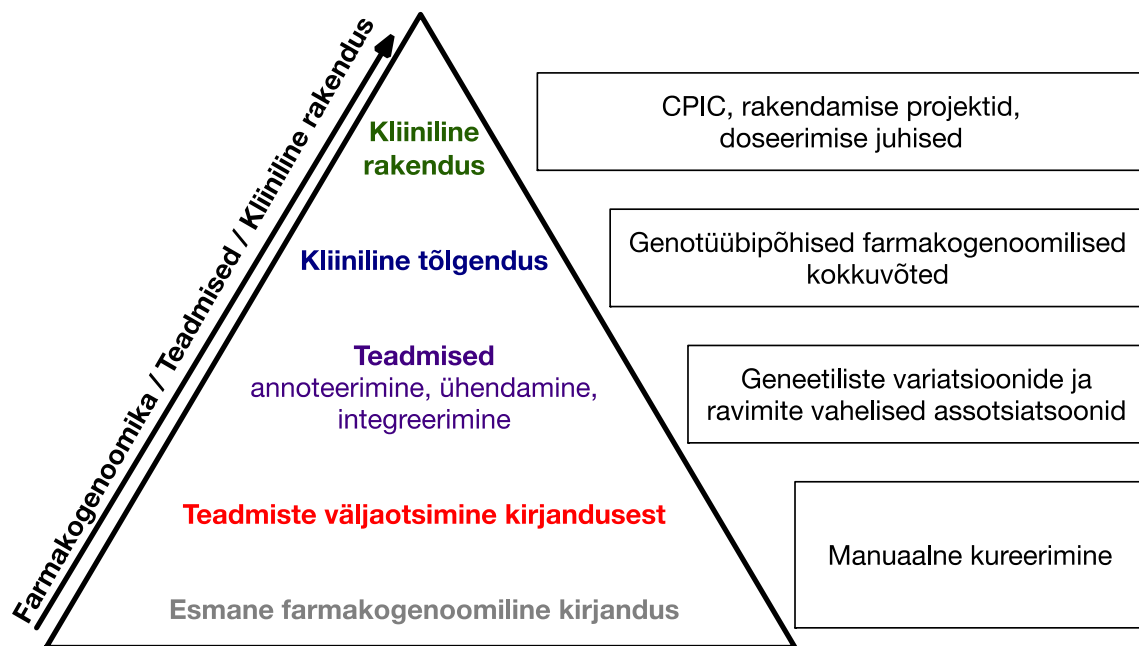 Farmakogenoomika / Teadmised / Kliiniline rakendus
Kliiniline
rakendus
CPIC, rakendamise projektid,
doseerimise juhised
Kliiniline tõlgendus
Genotüübipõhised farmakogenoomilised
kokkuvõted
Teadmised
annoteerimine, ühendamine,
integreerimine
Geneetiliste variatsioonide ja
ravimite vahelised assotsiatsoonid
Teadmiste väljaotsimine kirjandusest
Manuaalne kureerimine
Esmane farmakogenoomiline kirjandus